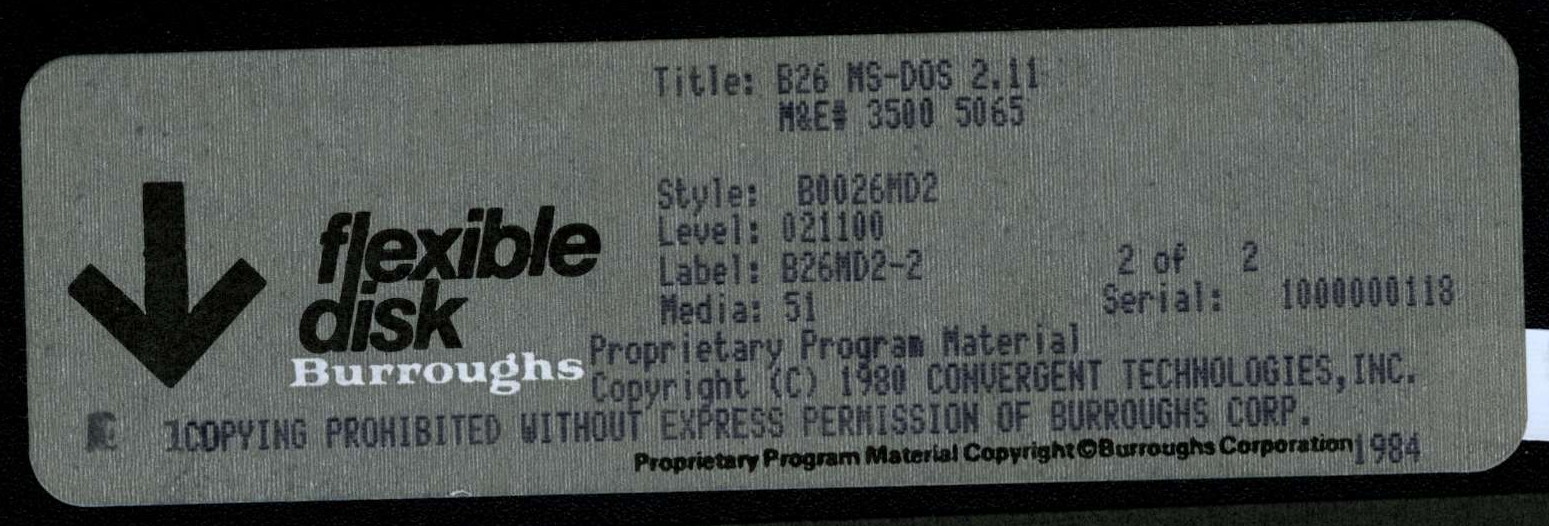 Title: B26 MS-DOS 2.11
M&E# 3500 5065
Style: B0026MD2
Level: 021100
Label: B26MD2-2 2 of 2
Media: 51 Serial: 1000000118
flexible
disk
Burroughs
Proprietary Program Material
Copyright (C) 1980 CONVERGENT TECHNOLOGIES,INC.
1COPYING PROHIBITED WITHOUT EXPRESS PERMISSION OF BURROUGHS CORP.
Proprietary Program Material Copyright©Burroughs Corporation 1984